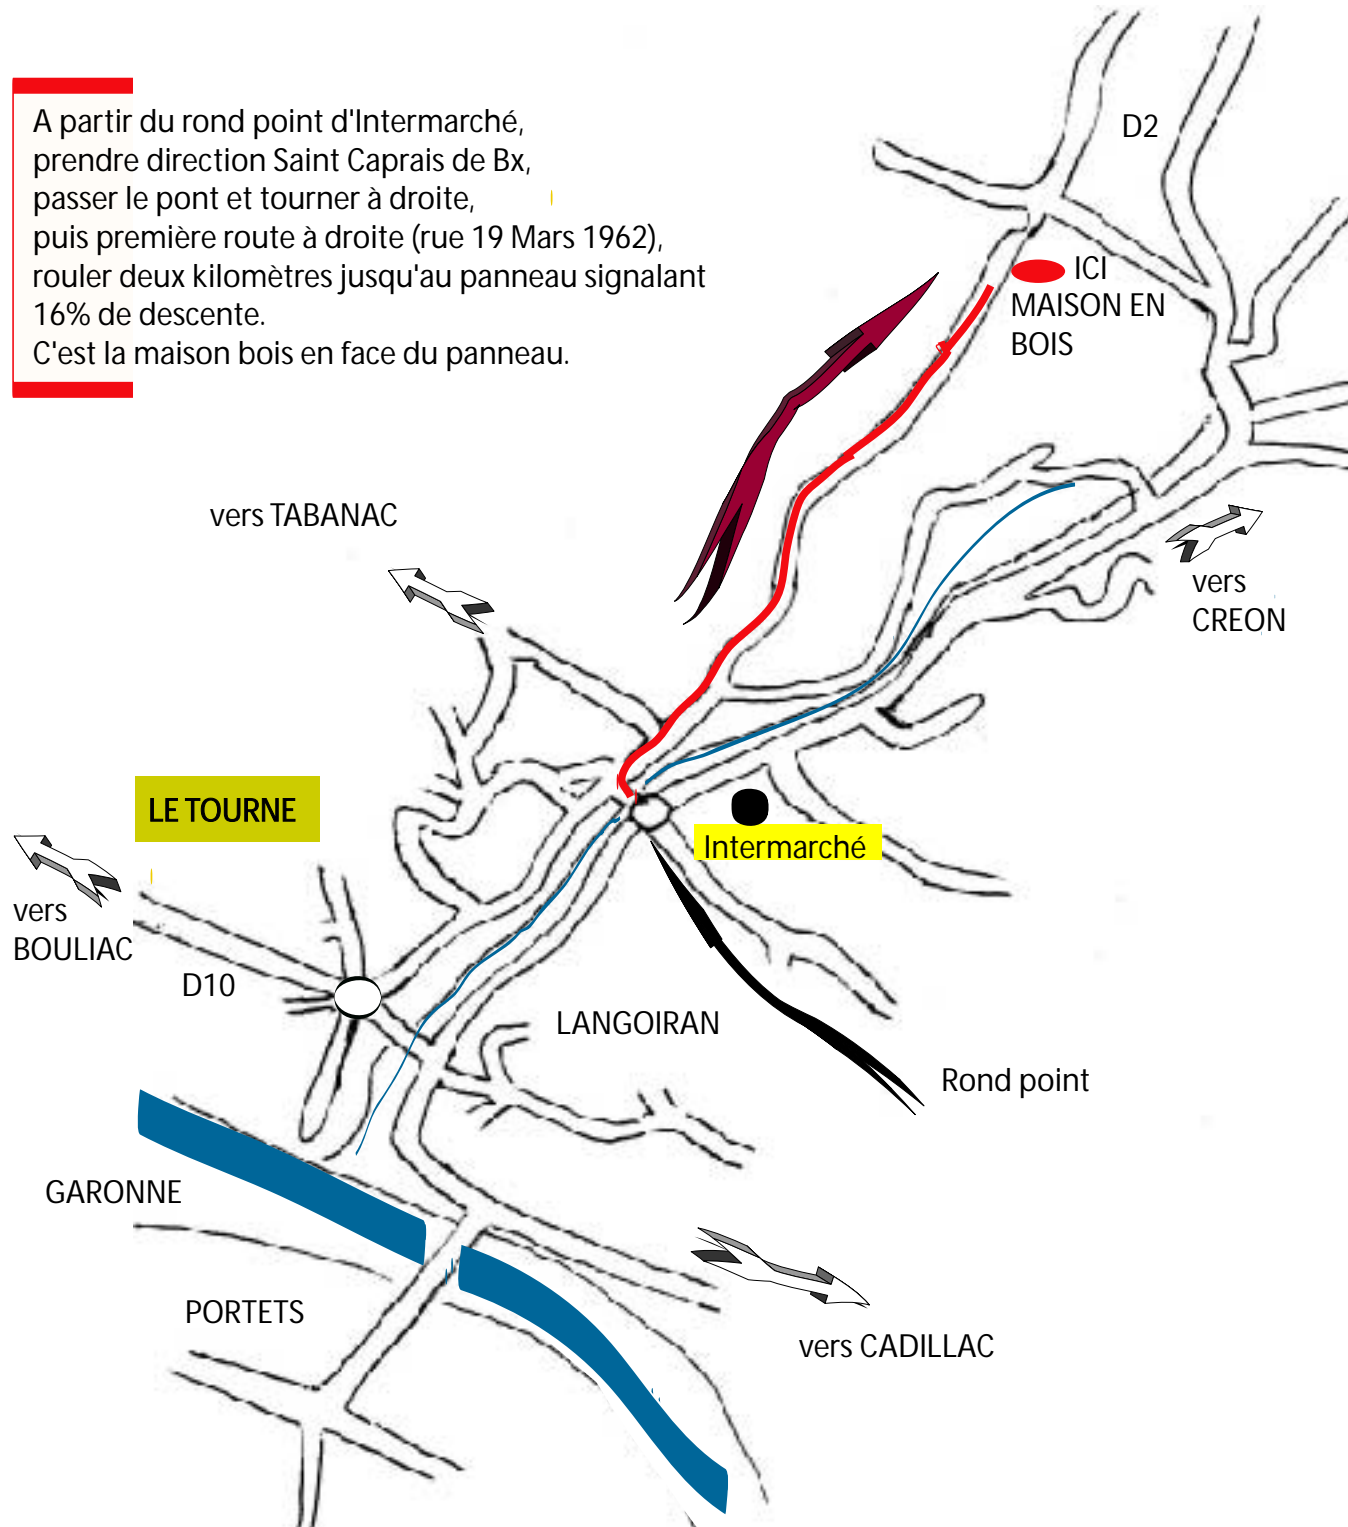 A partir du rond point d'Intermarché,
prendre direction Saint Caprais de Bx,
passer le pont et tourner à droite,
puis première route à droite (rue 19 Mars 1962),
rouler deux kilomètres jusqu'au panneau signalant
16% de descente.
C'est la maison bois en face du panneau.
D2
ICI
MAISON EN
BOIS
vers TABANAC
vers
CREON
LE TOURNE
Intermarché
vers
BOULIAC
D10
LANGOIRAN
Rond point
GARONNE
PORTETS
vers CADILLAC